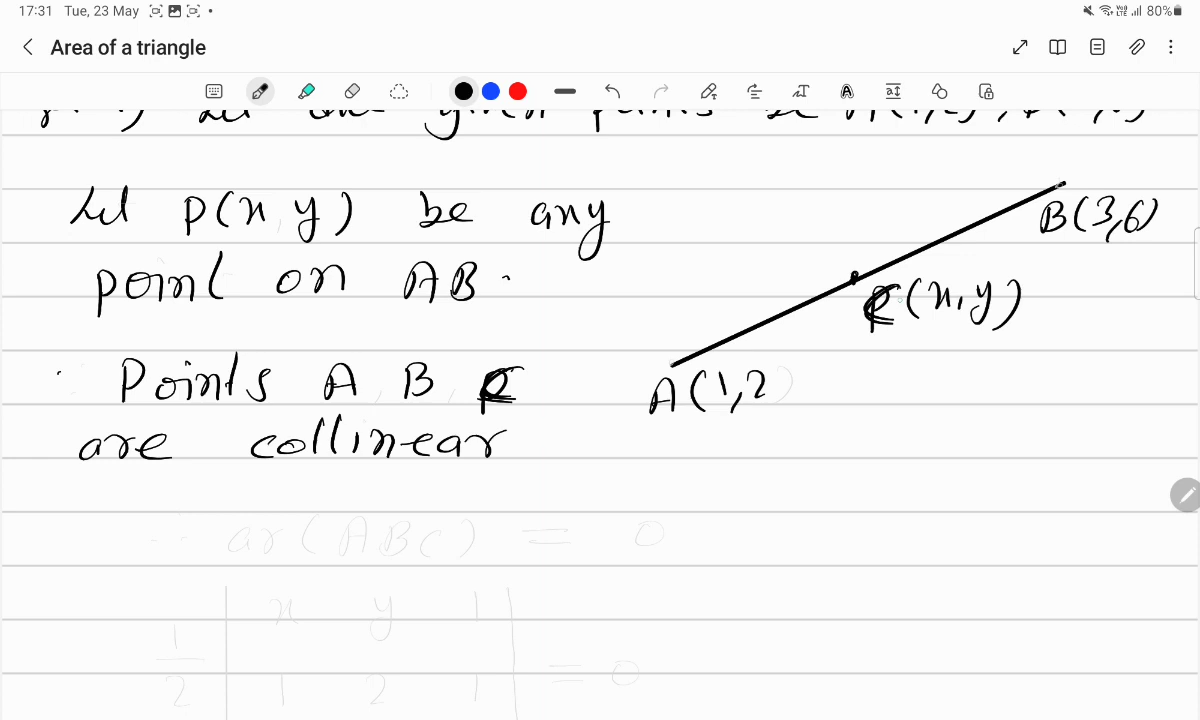 17:31 Tue, 23 May 80%
Area of a triangle
Let P(x, y) be any
point on AB.
Points A, B,
are collinear
B(3,6)
(x,y)
A(1,2)
∴ ar(ABC) = 0
1/2 | x y 1
1 2 1 | = 0